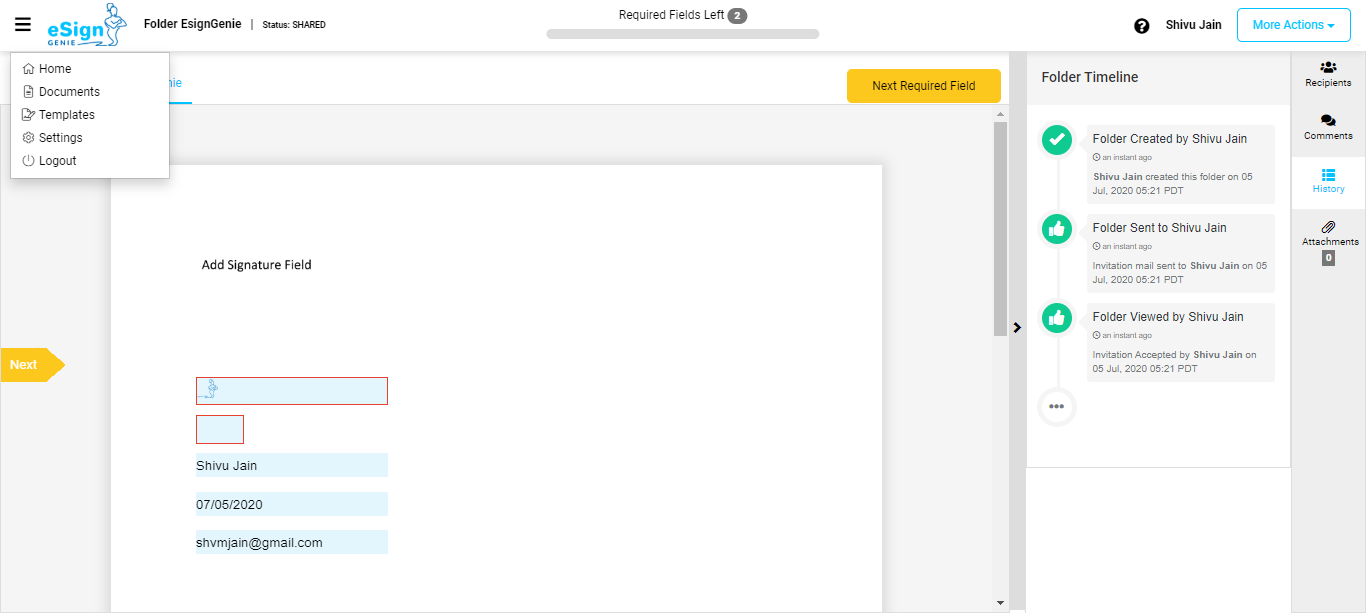 eSign
GENIE
Folder EsignGenie | Status: SHARED
Required Fields Left 2
Shivu Jain
More Actions
Home
Documents
Templates
Settings
Logout
nie
Next Required Field
Add Signature Field
Next
Shivu Jain
07/05/2020
shvmjain@gmail.com
Folder Timeline
Folder Created by Shivu Jain
an instant ago
Shivu Jain created this folder on 05
Jul, 2020 05:21 PDT
Folder Sent to Shivu Jain
an instant ago
Invitation mail sent to Shivu Jain on 05
Jul, 2020 05:21 PDT
Folder Viewed by Shivu Jain
an instant ago
Invitation Accepted by Shivu Jain on
05 Jul, 2020 05:21 PDT
Recipients
Comments
History
Attachments
0